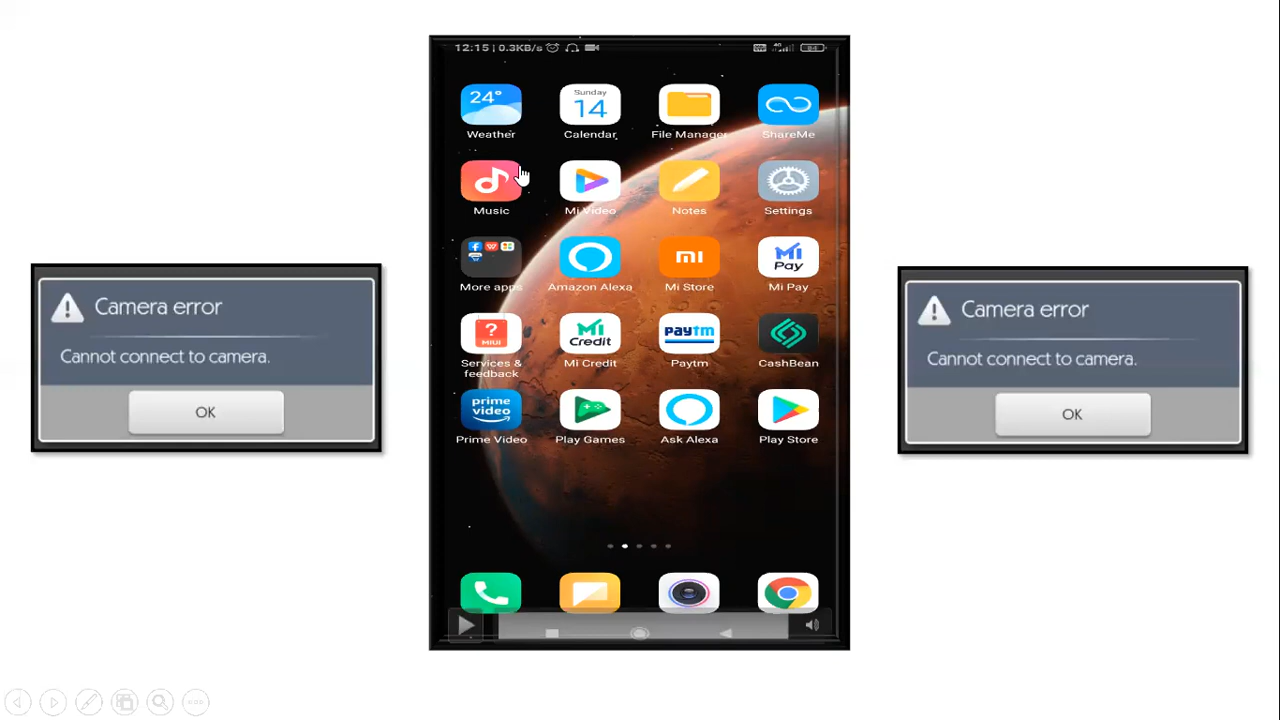 12:15 | 0.3KB/s
24°
Sunday
14
Weather
Calendar
File Manager
ShareMe
Music
Mi Video
Notes
Settings
mi
Mi
Pay
More apps
Amazon Alexa
Mi Store
Mi Pay
?
MIUI
Mi
Credit
paytm
Services &
feedback
Mi Credit
Paytm
CashBean
prime
video
Prime Video
Play Games
Ask Alexa
Play Store
Camera error
Cannot connect to camera.
OK
Camera error
Cannot connect to camera.
OK